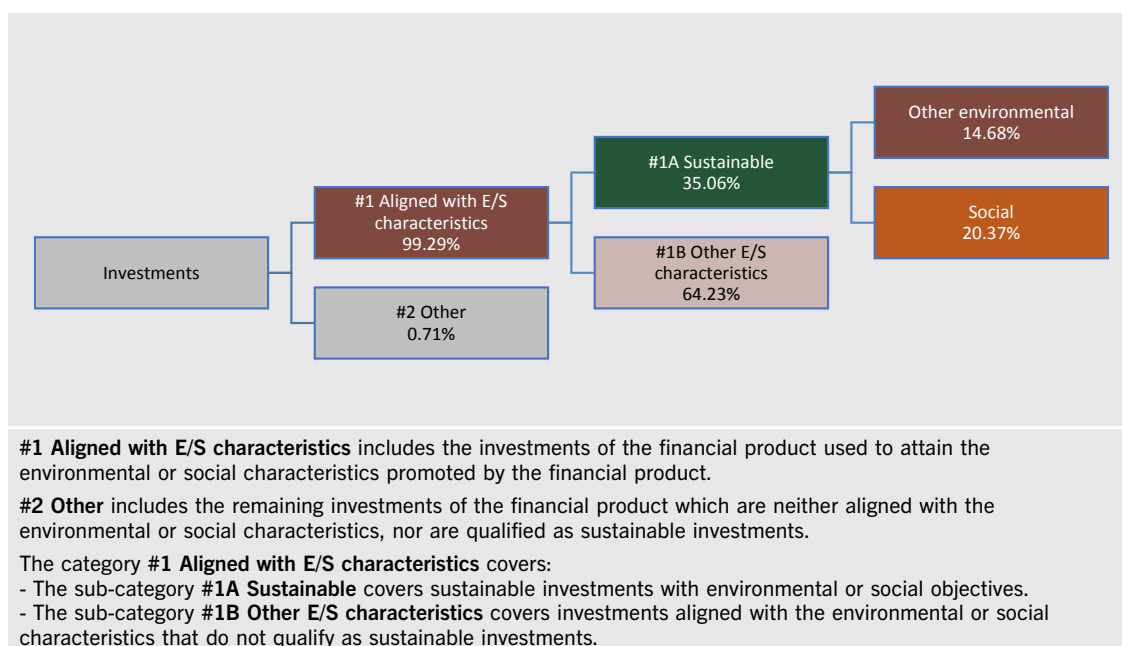 Investments
#1 Aligned with E/S
characteristics
99.29%
#2 Other
0.71%
#1A Sustainable
35.06%
#1B Other E/S
characteristics
64.23%
Other environmental
14.68%
Social
20.37%
#1 Aligned with E/S characteristics includes the investments of the financial product used to attain the
environmental or social characteristics promoted by the financial product.
#2 Other includes the remaining investments of the financial product which are neither aligned with the
environmental or social characteristics, nor are qualified as sustainable investments.
The category #1 Aligned with E/S characteristics covers:
- The sub-category #1A Sustainable covers sustainable investments with environmental or social objectives.
- The sub-category #1B Other E/S characteristics covers investments aligned with the environmental or social
characteristics that do not qualify as sustainable investments.